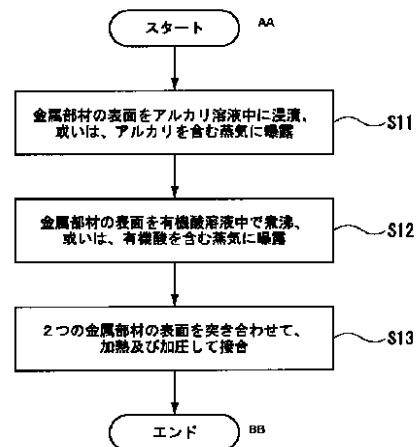 スタート
AA
金属部材の表面をアルカリ溶液中に浸漬、
或いは、アルカリを含む蒸気に曝露
S11
金属部材の表面を有機酸溶液中で煮沸、
或いは、有機酸を含む蒸気に曝露
S12
2つの金属部材の表面を突き合わせて、
加熱及び加圧して接合
S13
エンド
BB